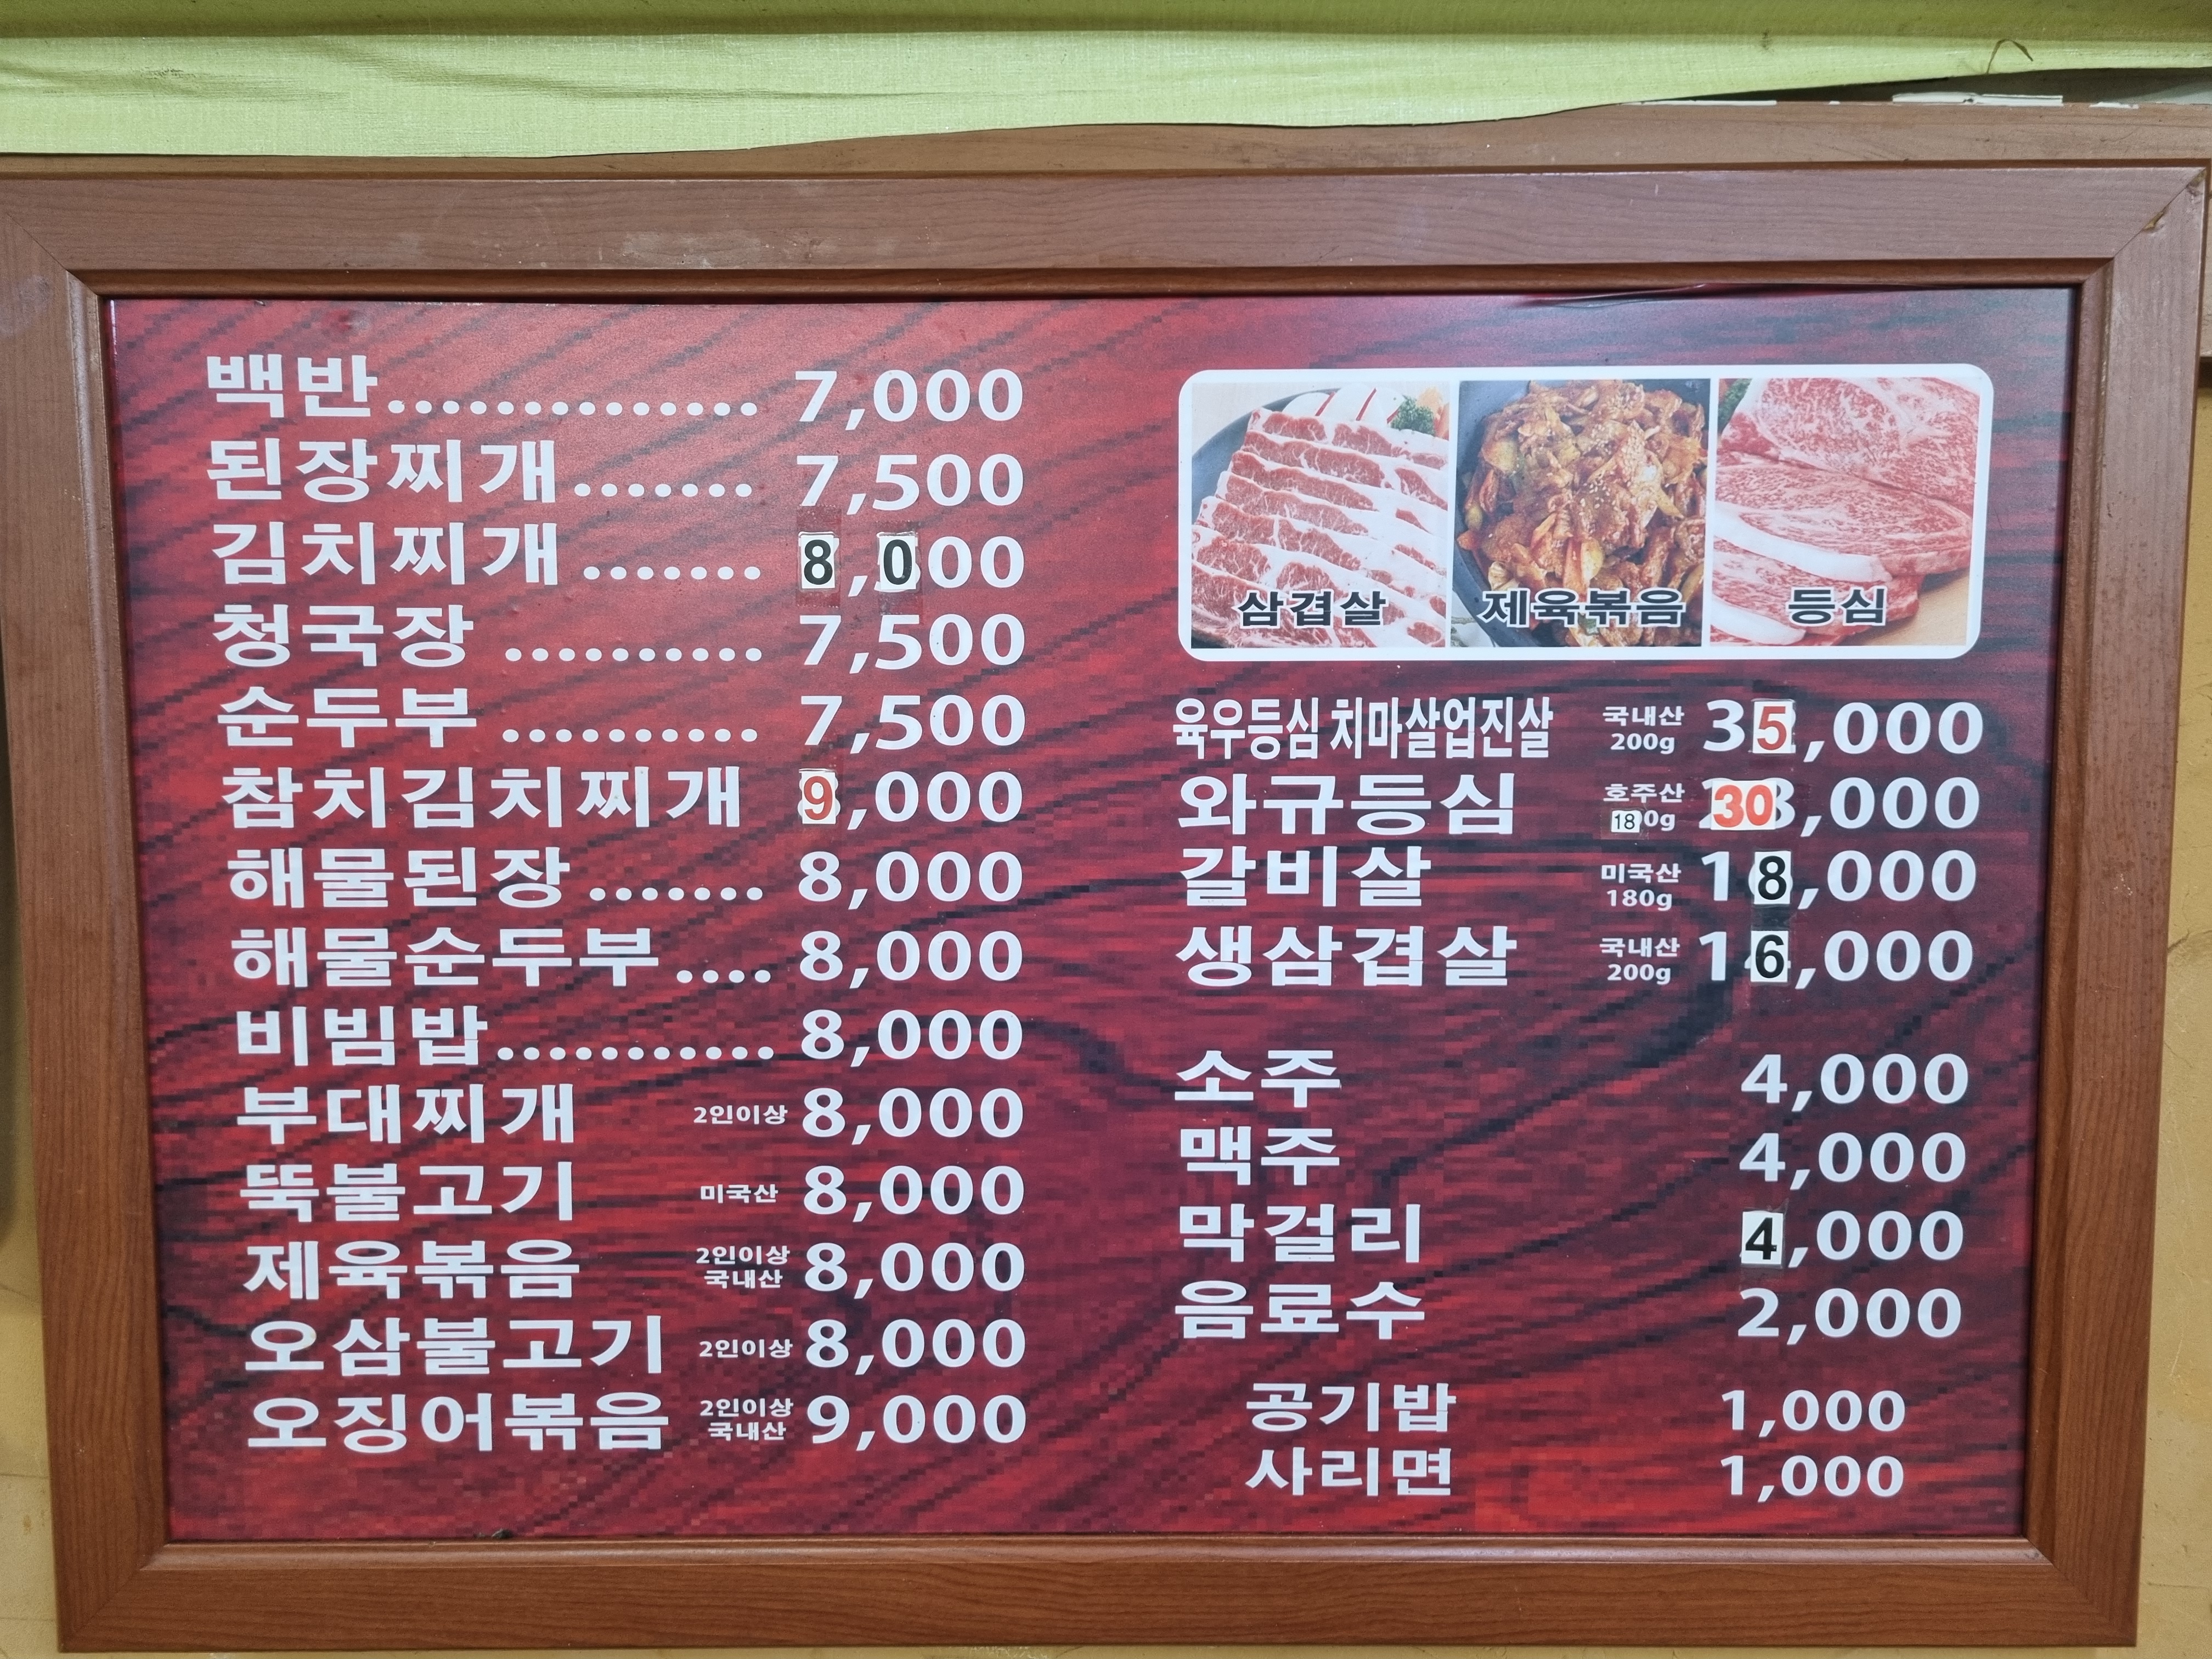 백반.............. 7,000
된장찌개....... 7,500
김치찌개 ....... 8,000
청국장 .......... 7,500
순두부 .......... 7,500
참치김치찌개 9,000
해물된장 ....... 8,000
해물순두부 .... 8,000
비빔밥........... 8,000
부대찌개 2인이상 8,000
뚝불고기 미국산 8,000
제육볶음 2인이상 국내산 8,000
오삼불고기 2인이상 8,000
오징어볶음 2인이상 국내산 9,000
삼겹살 제육볶음 등심
육우등심 치마살업진살 국내산 200g 35,000
와규등심 호주산 180g 30,000
갈비살 미국산 180g 18,000
생삼겹살 국내산 200g 16,000
소주 4,000
맥주 4,000
막걸리 4,000
음료수 2,000
공기밥 1,000
사리면 1,000